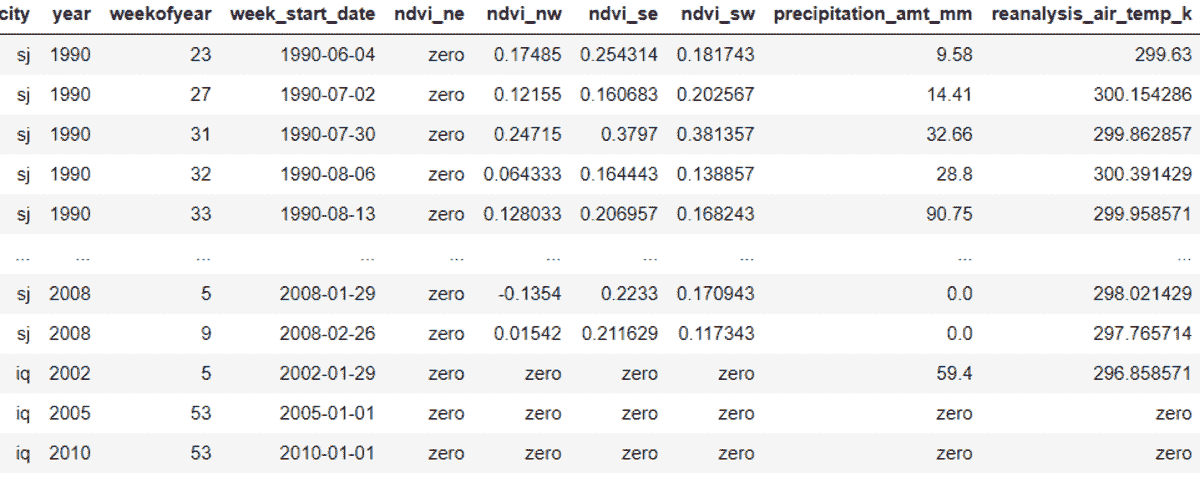 city year weekofyear week_start_date ndvi_ne ndvi_nw ndvi_se ndvi_sw precipitation_amt_mm reanalysis_air_temp_k
sj 1990 23 1990-06-04 zero 0.17485 0.254314 0.181743 9.58 299.63
sj 1990 27 1990-07-02 zero 0.12155 0.160683 0.202567 14.41 300.154286
sj 1990 31 1990-07-30 zero 0.24715 0.3797 0.381357 32.66 299.862857
sj 1990 32 1990-08-06 zero 0.064333 0.164443 0.138857 28.8 300.391429
sj 1990 33 1990-08-13 zero 0.128033 0.206957 0.168243 90.75 299.958571
... ... ... ... ... ... ... ... ... ...
sj 2008 5 2008-01-29 zero -0.1354 0.2233 0.170943 0.0 298.021429
sj 2008 9 2008-02-26 zero 0.01542 0.211629 0.117343 0.0 297.765714
iq 2002 5 2002-01-29 zero zero zero zero 59.4 296.858571
iq 2005 53 2005-01-01 zero zero zero zero zero zero
iq 2010 53 2010-01-01 zero zero zero zero zero zero